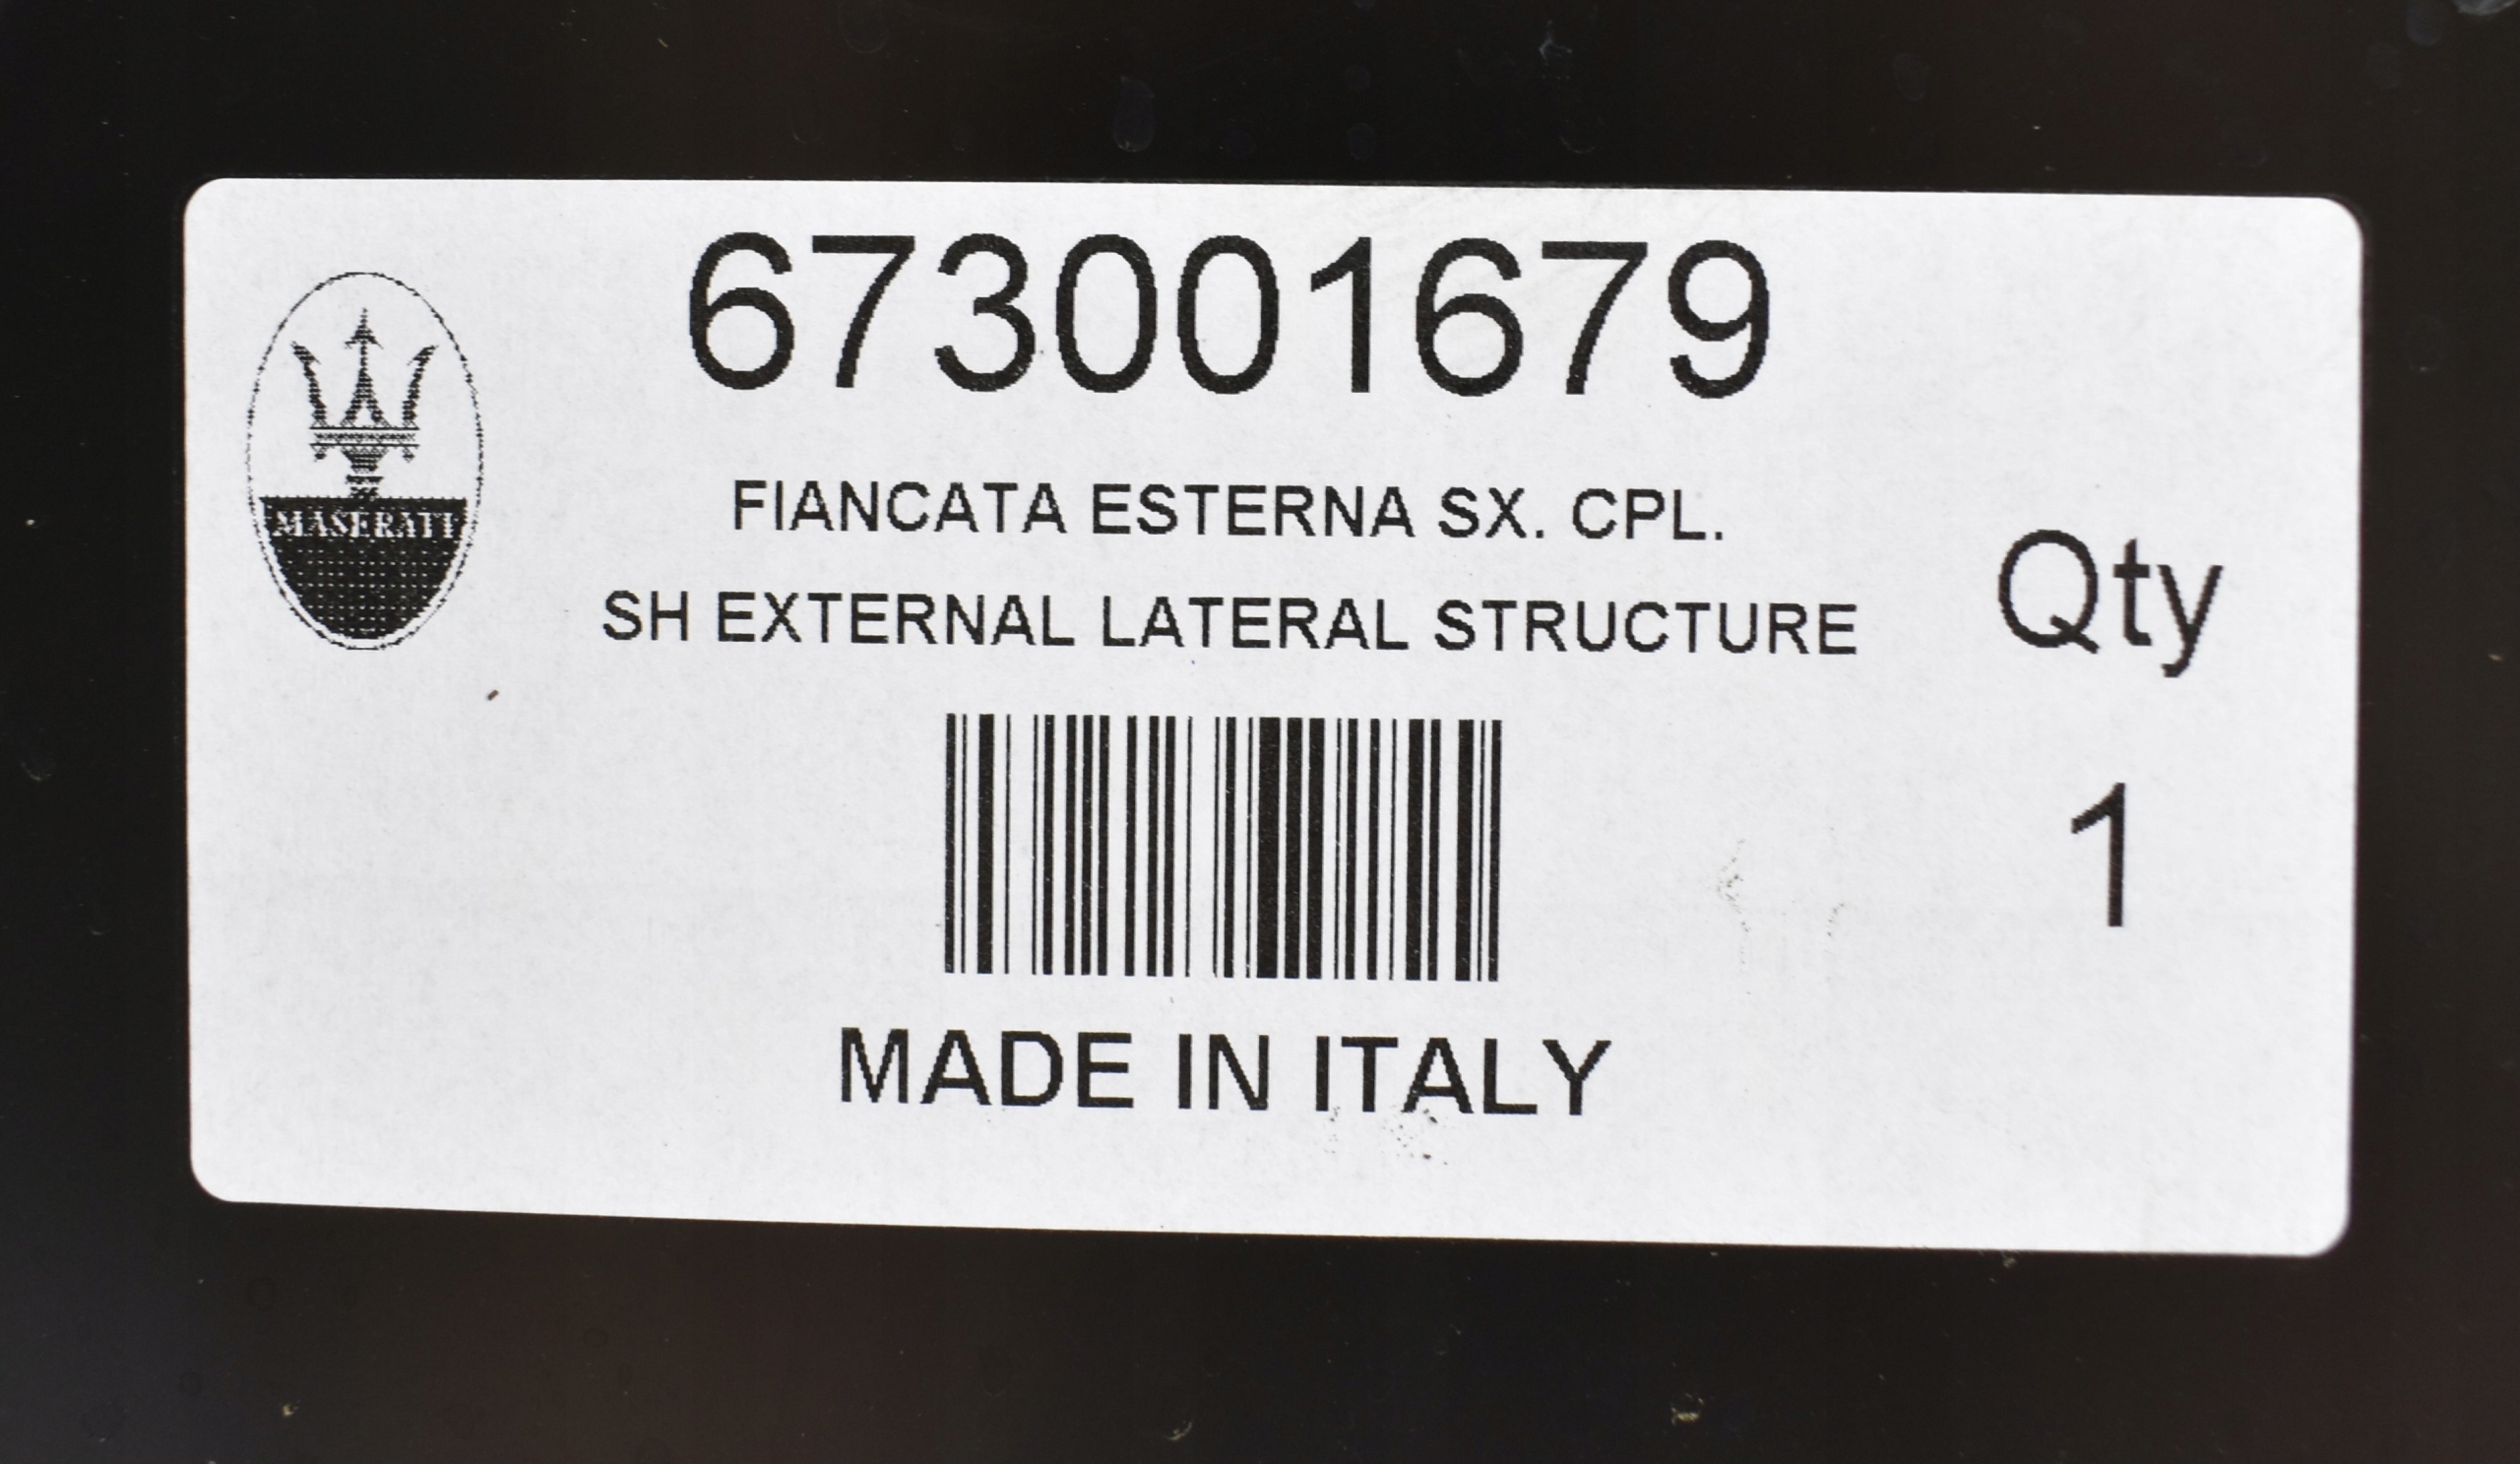 673001679
MASERATI
FIANCATA ESTERNA SX. CPL.
SH EXTERNAL LATERAL STRUCTURE
Qty
1
MADE IN ITALY